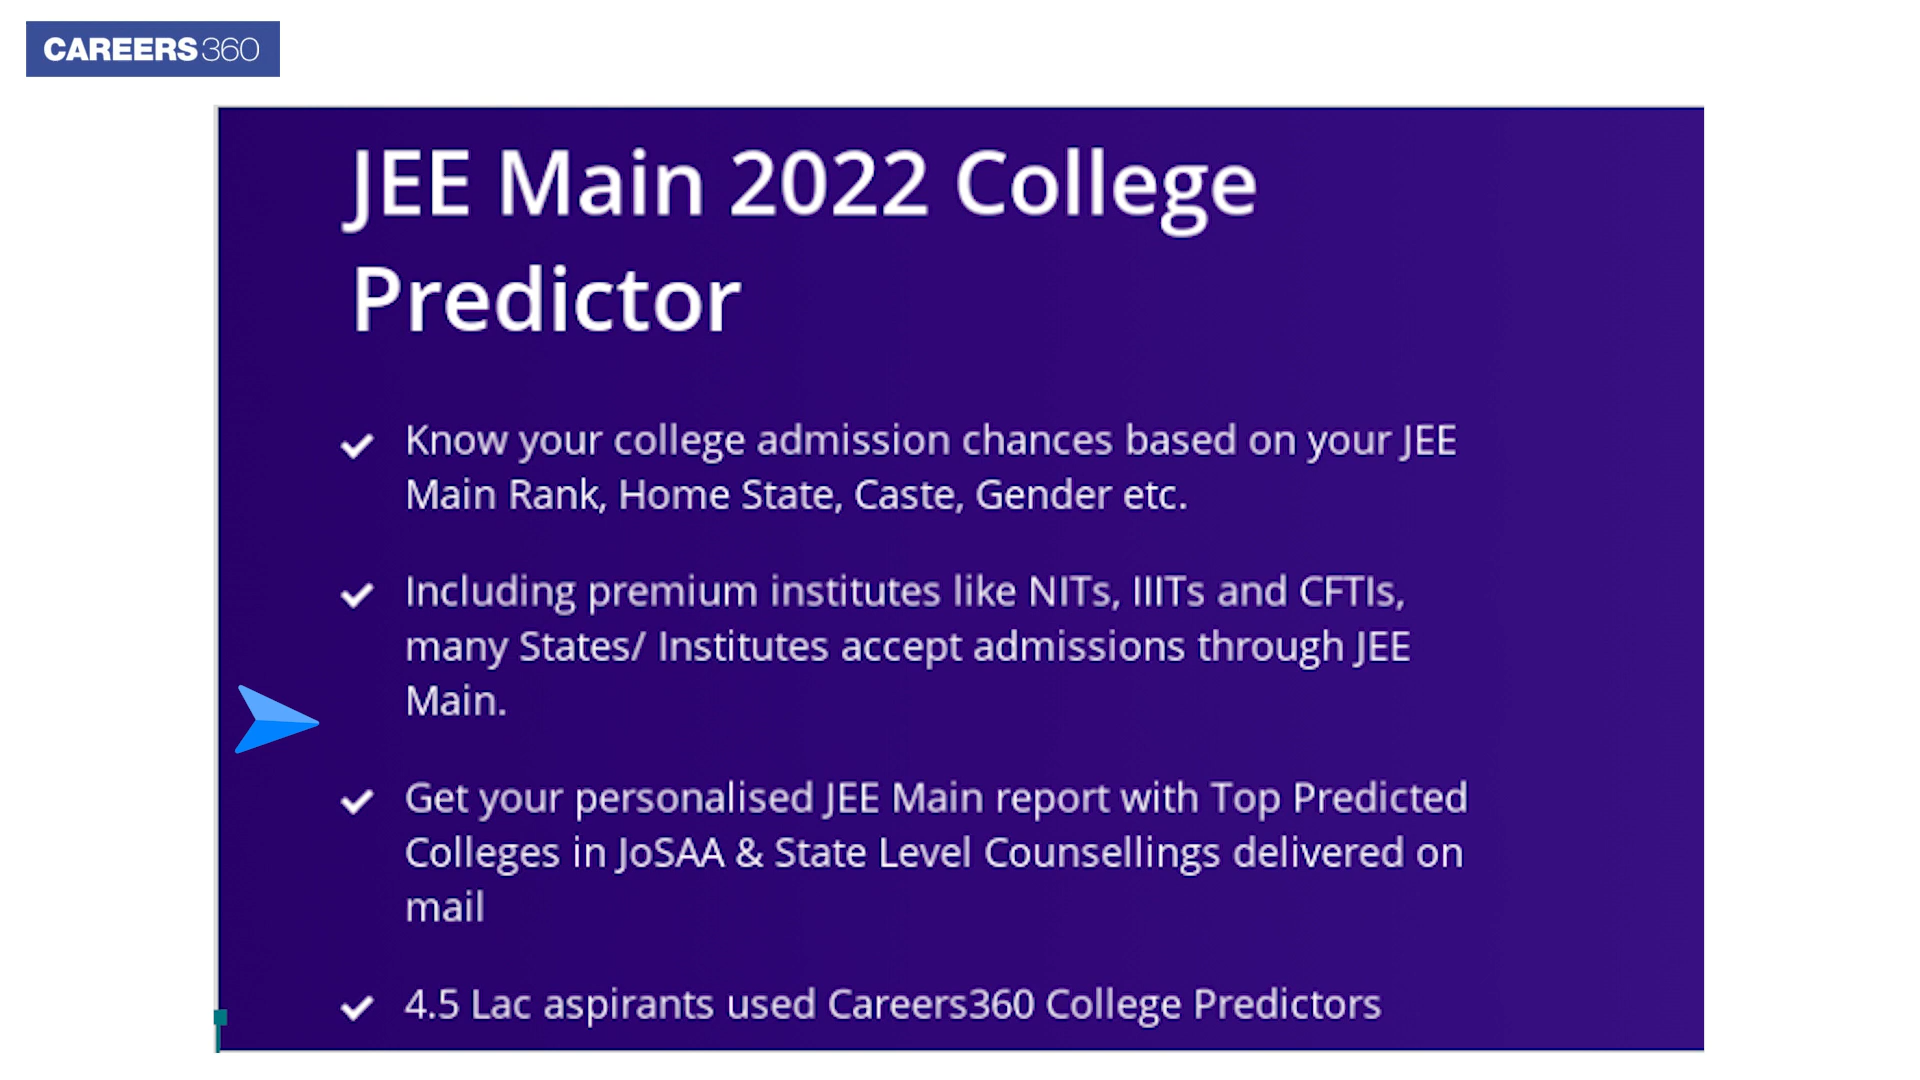 CAREERS360
JEE Main 2022 College
Predictor
Know your college admission chances based on your JEE
Main Rank, Home State, Caste, Gender etc.
Including premium institutes like NITs, IIITs and CFTIs,
many States/ Institutes accept admissions through JEE
Main.
Get your personalised JEE Main report with Top Predicted
Colleges in JoSAA & State Level Counsellings delivered on
mail
4.5 Lac aspirants used Careers360 College Predictors